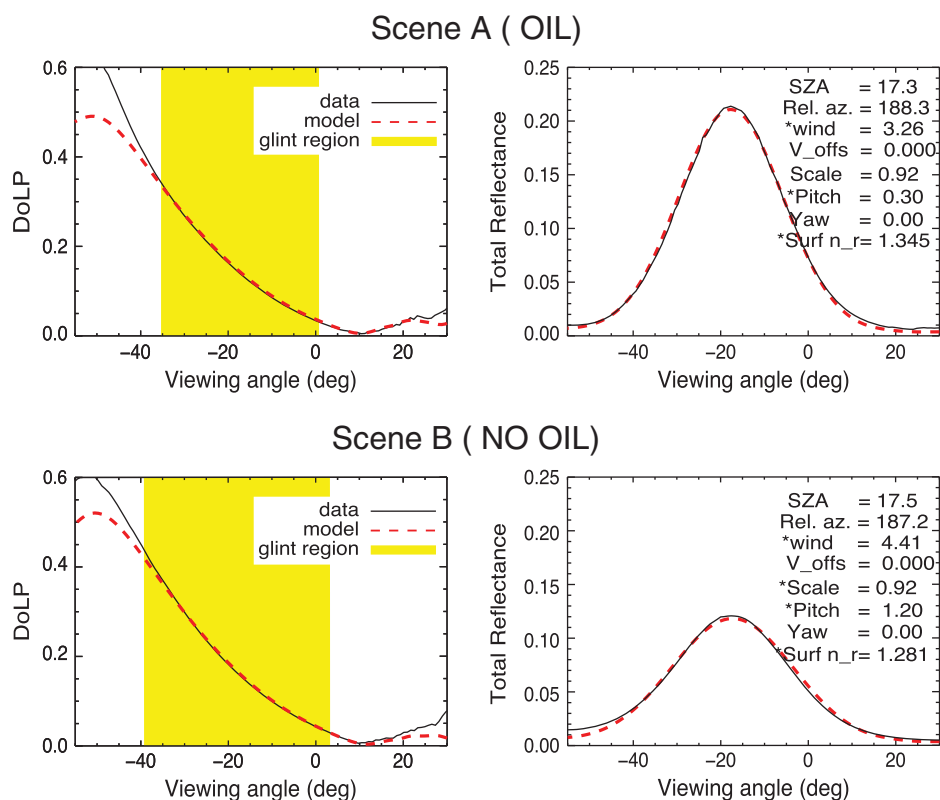 Scene A ( OIL)
0.6
0.4
0.2
0.0
DoLP
data
model
glint region
−40 −20 0 20
Viewing angle (deg)
0.25
0.20
0.15
0.10
0.05
0.00
Total Reflectance
SZA = 17.3
Rel. az. = 188.3
*wind = 3.26
V_offs = 0.000
Scale = 0.92
*Pitch = 0.30
Yaw = 0.00
*Surf n_r= 1.345
−40 −20 0 20
Viewing angle (deg)
Scene B ( NO OIL)
0.6
0.4
0.2
0.0
DoLP
data
model
glint region
−40 −20 0 20
Viewing angle (deg)
0.25
0.20
0.15
0.10
0.05
0.00
Total Reflectance
SZA = 17.5
Rel. az. = 187.2
*wind = 4.41
V_offs = 0.000
*Scale = 0.92
*Pitch = 1.20
Yaw = 0.00
*Surf n_r= 1.281
−40 −20 0 20
Viewing angle (deg)